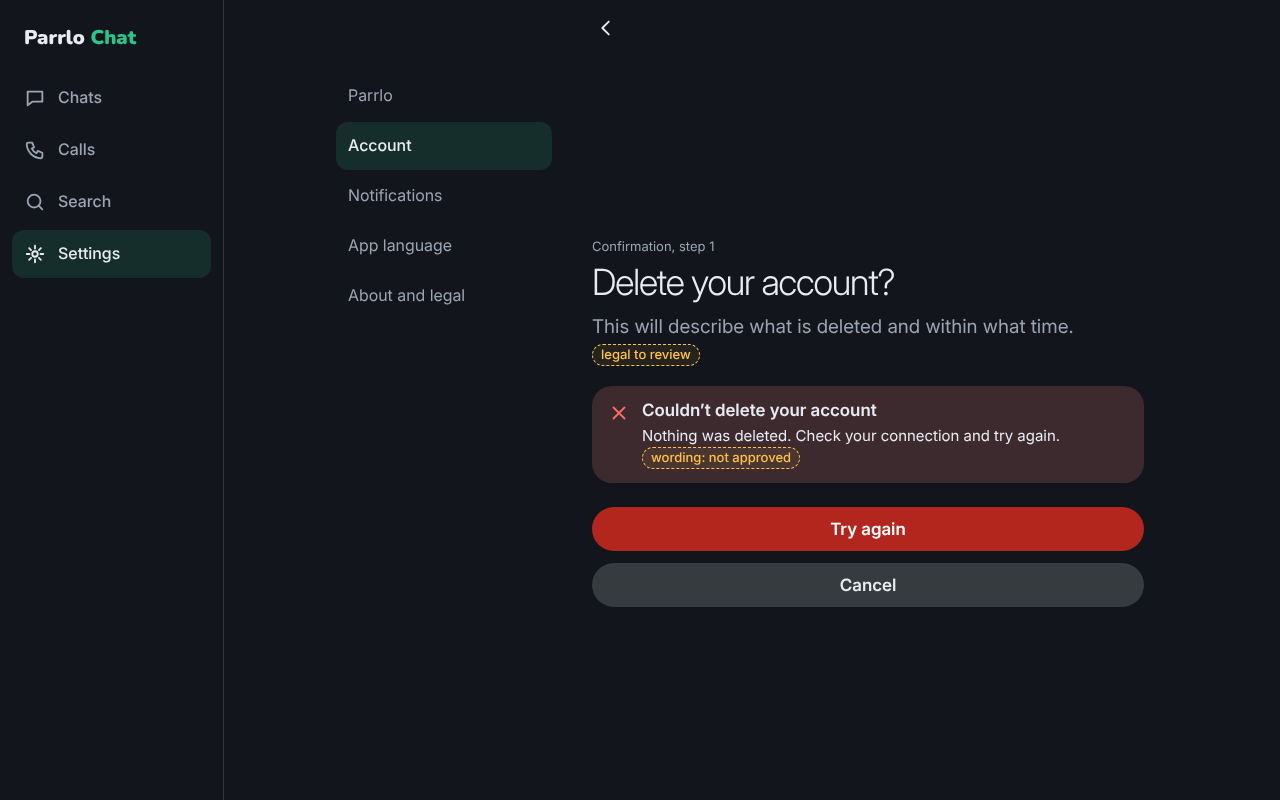 Parrlo Chat
Chats
Calls
Search
Settings
Parrlo
Account
Notifications
App language
About and legal
Confirmation, step 1
Delete your account?
This will describe what is deleted and within what time.
legal to review
Couldn’t delete your account
Nothing was deleted. Check your connection and try again.
wording: not approved
Try again
Cancel